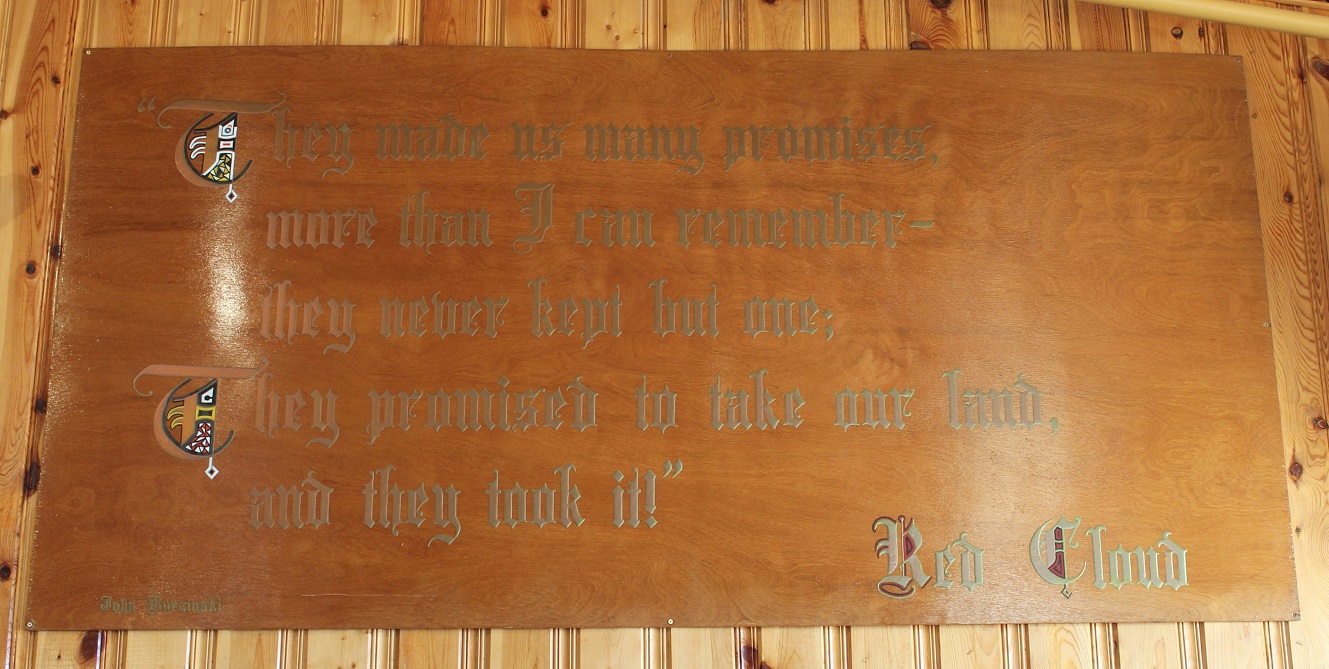 “They made us many promises,
more than I can remember–
they never kept but one;
They promised to take our land,
and they took it!”
Red Cloud
John